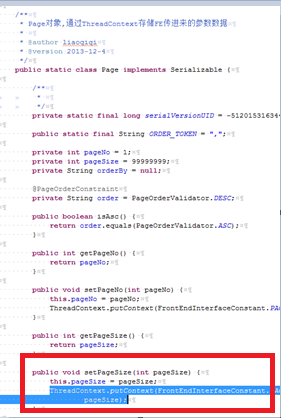 /**
 * Page对象,通过ThreadContext存储FE传进来的参数数据
 *
 * @author liaoqiqi
 * @version 2013-12-4
 */
public static class Page implements Serializable {
/**
 *
 */
private static final long serialVersionUID = -51201531634
public static final String ORDER_TOKEN = ",";
private int pageNo = 1;
private int pageSize = 99999999;
private String orderBy = null;
@PageOrderConstraint
private String order = PageOrderValidator.DESC;
public boolean isAsc() {
return order.equals(PageOrderValidator.ASC);
}
public int getPageNo() {
return pageNo;
}
public void setPageNo(int pageNo) {
this.pageNo = pageNo;
ThreadContext.putContext(FrontEndInterfaceConstant.PAG
}
public int getPageSize() {
return pageSize;
}
public void setPageSize(int pageSize) {
this.pageSize = pageSize;
ThreadContext.putContext(FrontEndInterfaceConstant.
pageSize);
}